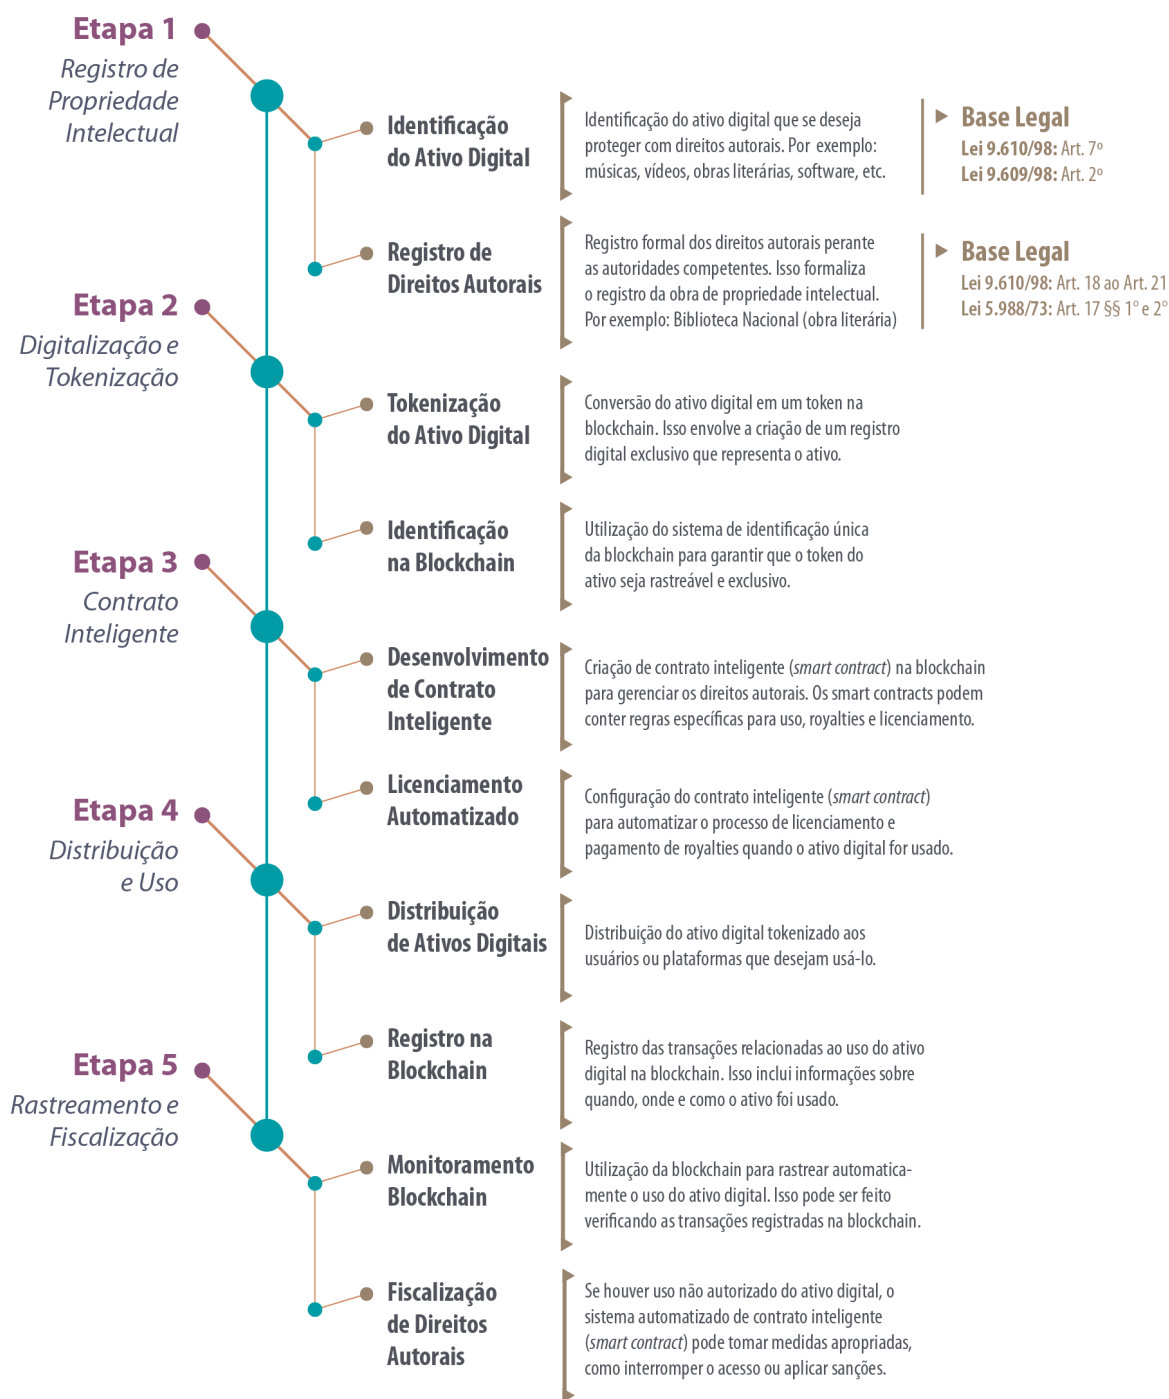 Etapa 1
Registro de
Propriedade
Intelectual
Identificação
do Ativo Digital
Identificação do ativo digital que se deseja
proteger com direitos autorais. Por exemplo:
músicas, vídeos, obras literárias, software, etc.
Base Legal
Lei 9.610/98: Art. 7º
Lei 9.609/98: Art. 2º
Registro de
Direitos Autorais
Registro formal dos direitos autorais perante
as autoridades competentes. Isso formaliza
o registro da obra de propriedade intelectual.
Por exemplo: Biblioteca Nacional (obra literária)
Base Legal
Lei 9.610/98: Art. 18 ao Art. 21
Lei 5.988/73: Art. 17 §§ 1° e 2°
Etapa 2
Digitalização e
Tokenização
Tokenização
do Ativo Digital
Conversão do ativo digital em um token na
blockchain. Isso envolve a criação de um registro
digital exclusivo que representa o ativo.
Identificação
na Blockchain
Utilização do sistema de identificação única
da blockchain para garantir que o token do
ativo seja rastreável e exclusivo.
Etapa 3
Contrato
Inteligente
Desenvolvimento
de Contrato
Inteligente
Criação de contrato inteligente (smart contract) na blockchain
para gerenciar os direitos autorais. Os smart contracts podem
conter regras específicas para uso, royalties e licenciamento.
Licenciamento
Automatizado
Configuração do contrato inteligente (smart contract)
para automatizar o processo de licenciamento e
pagamento de royalties quando o ativo digital for usado.
Etapa 4
Distribuição
e Uso
Distribuição
de Ativos Digitais
Distribuição do ativo digital tokenizado aos
usuários ou plataformas que desejam usá-lo.
Registro na
Blockchain
Registro das transações relacionadas ao uso do ativo
digital na blockchain. Isso inclui informações sobre
quando, onde e como o ativo foi usado.
Etapa 5
Rastreamento e
Fiscalização
Monitoramento
Blockchain
Utilização da blockchain para rastrear automatica-
mente o uso do ativo digital. Isso pode ser feito
verificando as transações registradas na blockchain.
Fiscalização
de Direitos
Autorais
Se houver uso não autorizado do ativo digital, o
sistema automatizado de contrato inteligente
(smart contract) pode tomar medidas apropriadas,
como interromper o acesso ou aplicar sanções.